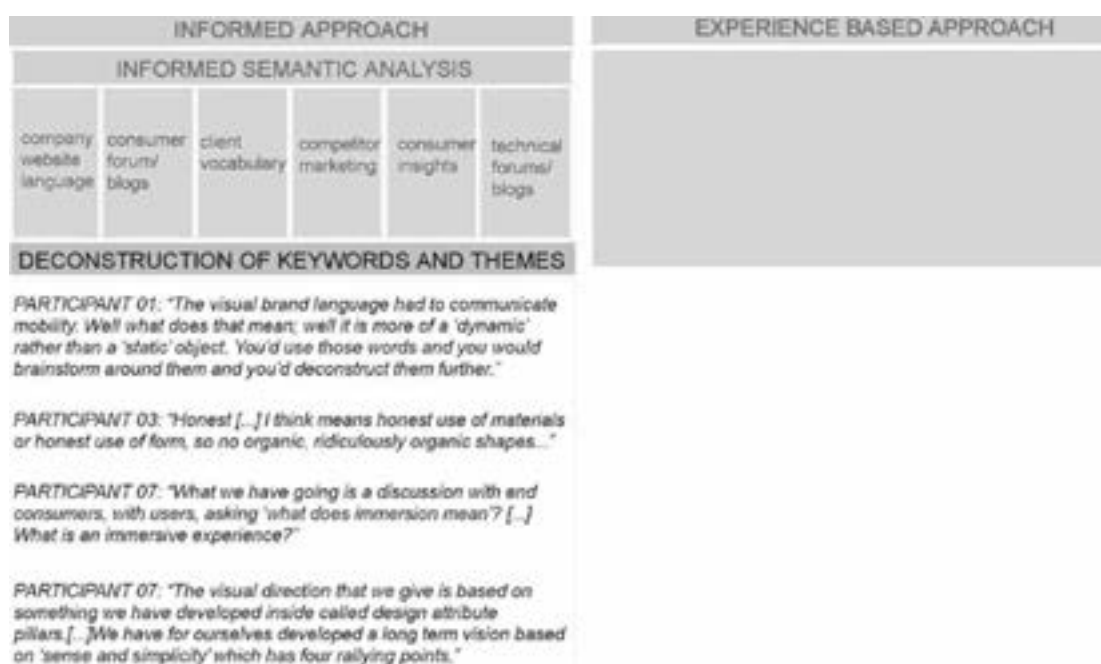 INFORMED APPROACH
EXPERIENCE BASED APPROACH
INFORMED SEMANTIC ANALYSIS
company website language
consumer forum/ blogs
client vocabulary
competitor marketing
consumer insights
technical forums/ blogs
DECONSTRUCTION OF KEYWORDS AND THEMES
PARTICIPANT 01: "The visual brand language had to communicate
mobility. Well what does that mean; well it is more of a 'dynamic'
rather than a 'static' object. You'd use those words and you would
brainstorm around them and you'd deconstruct them further."
PARTICIPANT 03: "Honest [...] I think means honest use of materials
or honest use of form, so no organic, ridiculously organic shapes..."
PARTICIPANT 07: "What we have going is a discussion with end
consumers, with users, asking 'what does immersion mean'? [...]
What is an immersive experience?"
PARTICIPANT 07: "The visual direction that we give is based on
something we have developed inside called design attribute
pillars.[...]We have for ourselves developed a long term vision based
on 'sense and simplicity' which has four rallying points."